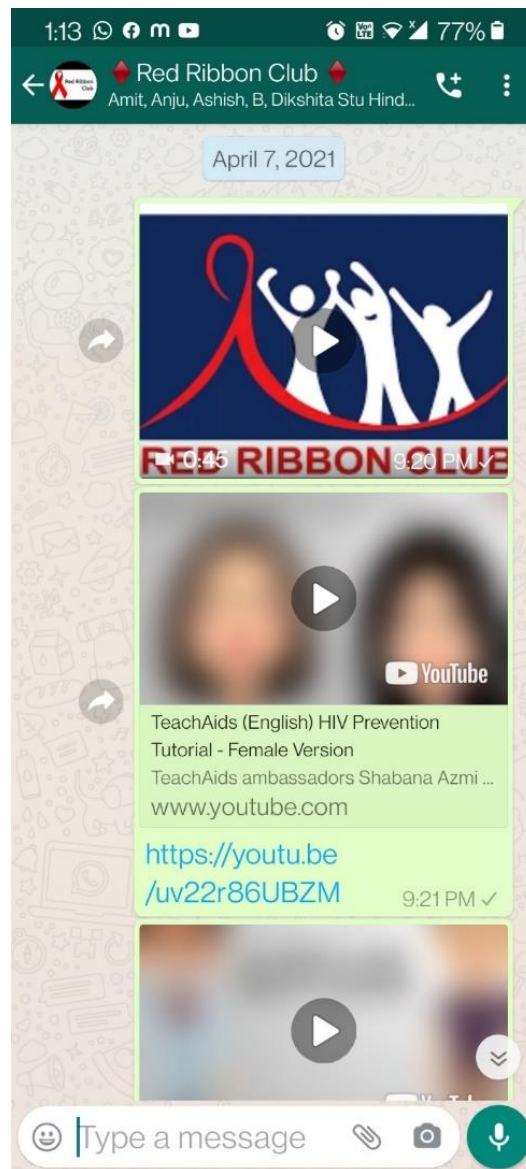 1:13
77%
Red Ribbon Club
Amit, Anju, Ashish, B, Dikshita Stu Hind...
April 7, 2021
RED RIBBON CLUB
0:45
9:20 PM
YouTube
TeachAids (English) HIV Prevention
Tutorial - Female Version
TeachAids ambassadors Shabana Azmi ...
www.youtube.com
https://youtu.be
/uv22r86UBZM
9:21 PM
Type a message